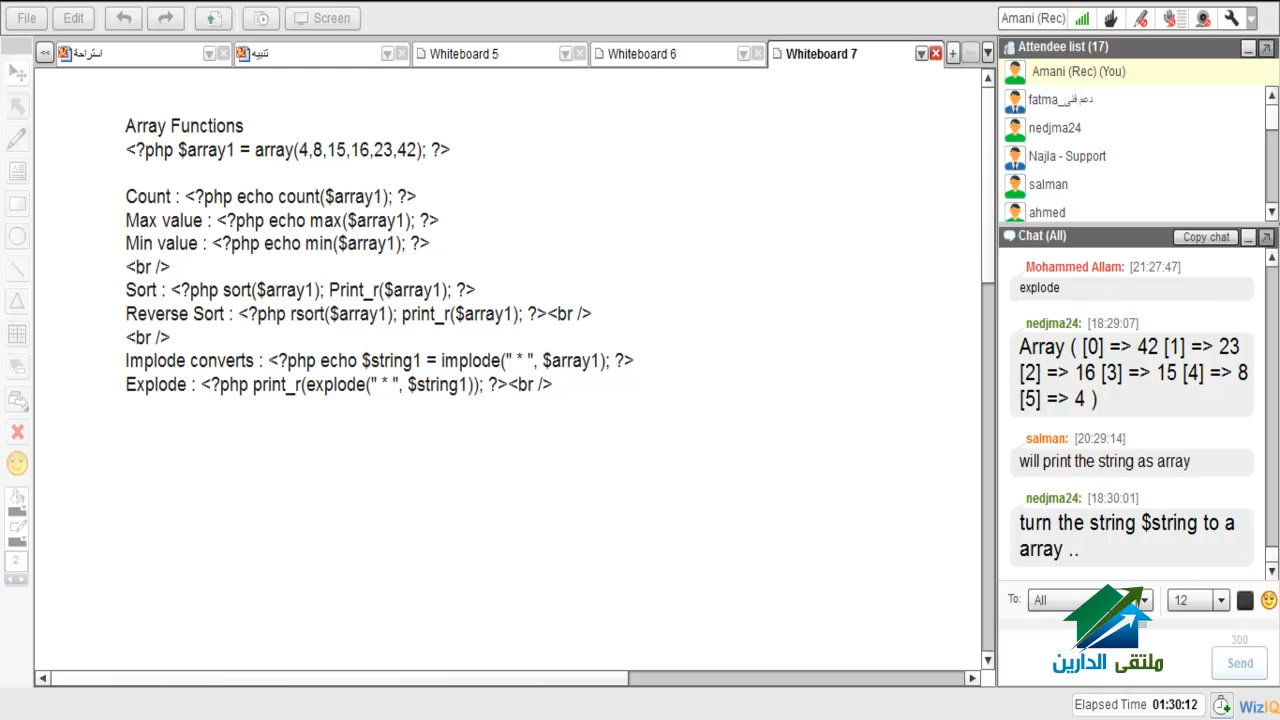 File
Edit
Screen
Amani (Rec)
<<
استراحة
تنبيه
Whiteboard 5
Whiteboard 6
Whiteboard 7
Array Functions
<?php $array1 = array(4,8,15,16,23,42); ?>
Count : <?php echo count($array1); ?>
Max value : <?php echo max($array1); ?>
Min value : <?php echo min($array1); ?>
<br />
Sort : <?php sort($array1); Print_r($array1); ?>
Reverse Sort : <?php rsort($array1); print_r($array1); ?><br />
<br />
Implode converts : <?php echo $string1 = implode(" * ", $array1); ?>
Explode : <?php print_r(explode(" * ", $string1)); ?><br />
2
Attendee list (17)
Amani (Rec) (You)
fatma_دعم فنى
nedjma24
Najla - Support
salman
ahmed
Chat (All)
Copy chat
Mohammed Allam: [21:27:47]
explode
nedjma24: [18:29:07]
Array ( [0] => 42 [1] => 23
[2] => 16 [3] => 15 [4] => 8
[5] => 4 )
salman: [20:29:14]
will print the string as array
nedjma24: [18:30:01]
turn the string $string to a
array ..
To:
All
12
ملتقى الدارين
300
Send
Elapsed Time 01:30:12
WizIQ